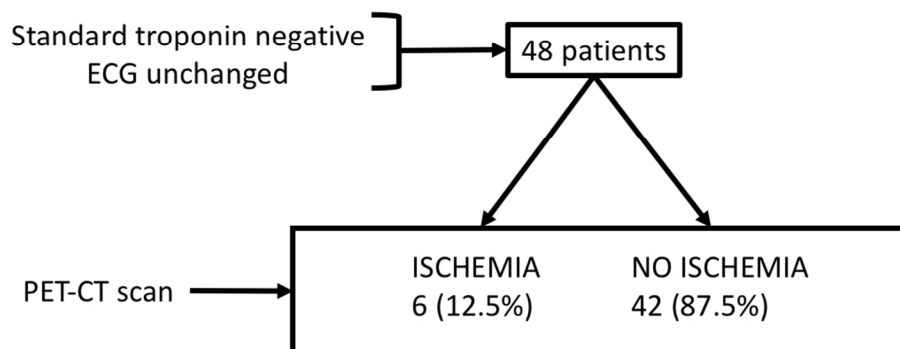 Standard troponin negative
ECG unchanged
48 patients
ISCHEMIA
6 (12.5%)
NO ISCHEMIA
42 (87.5%)
PET-CT scan